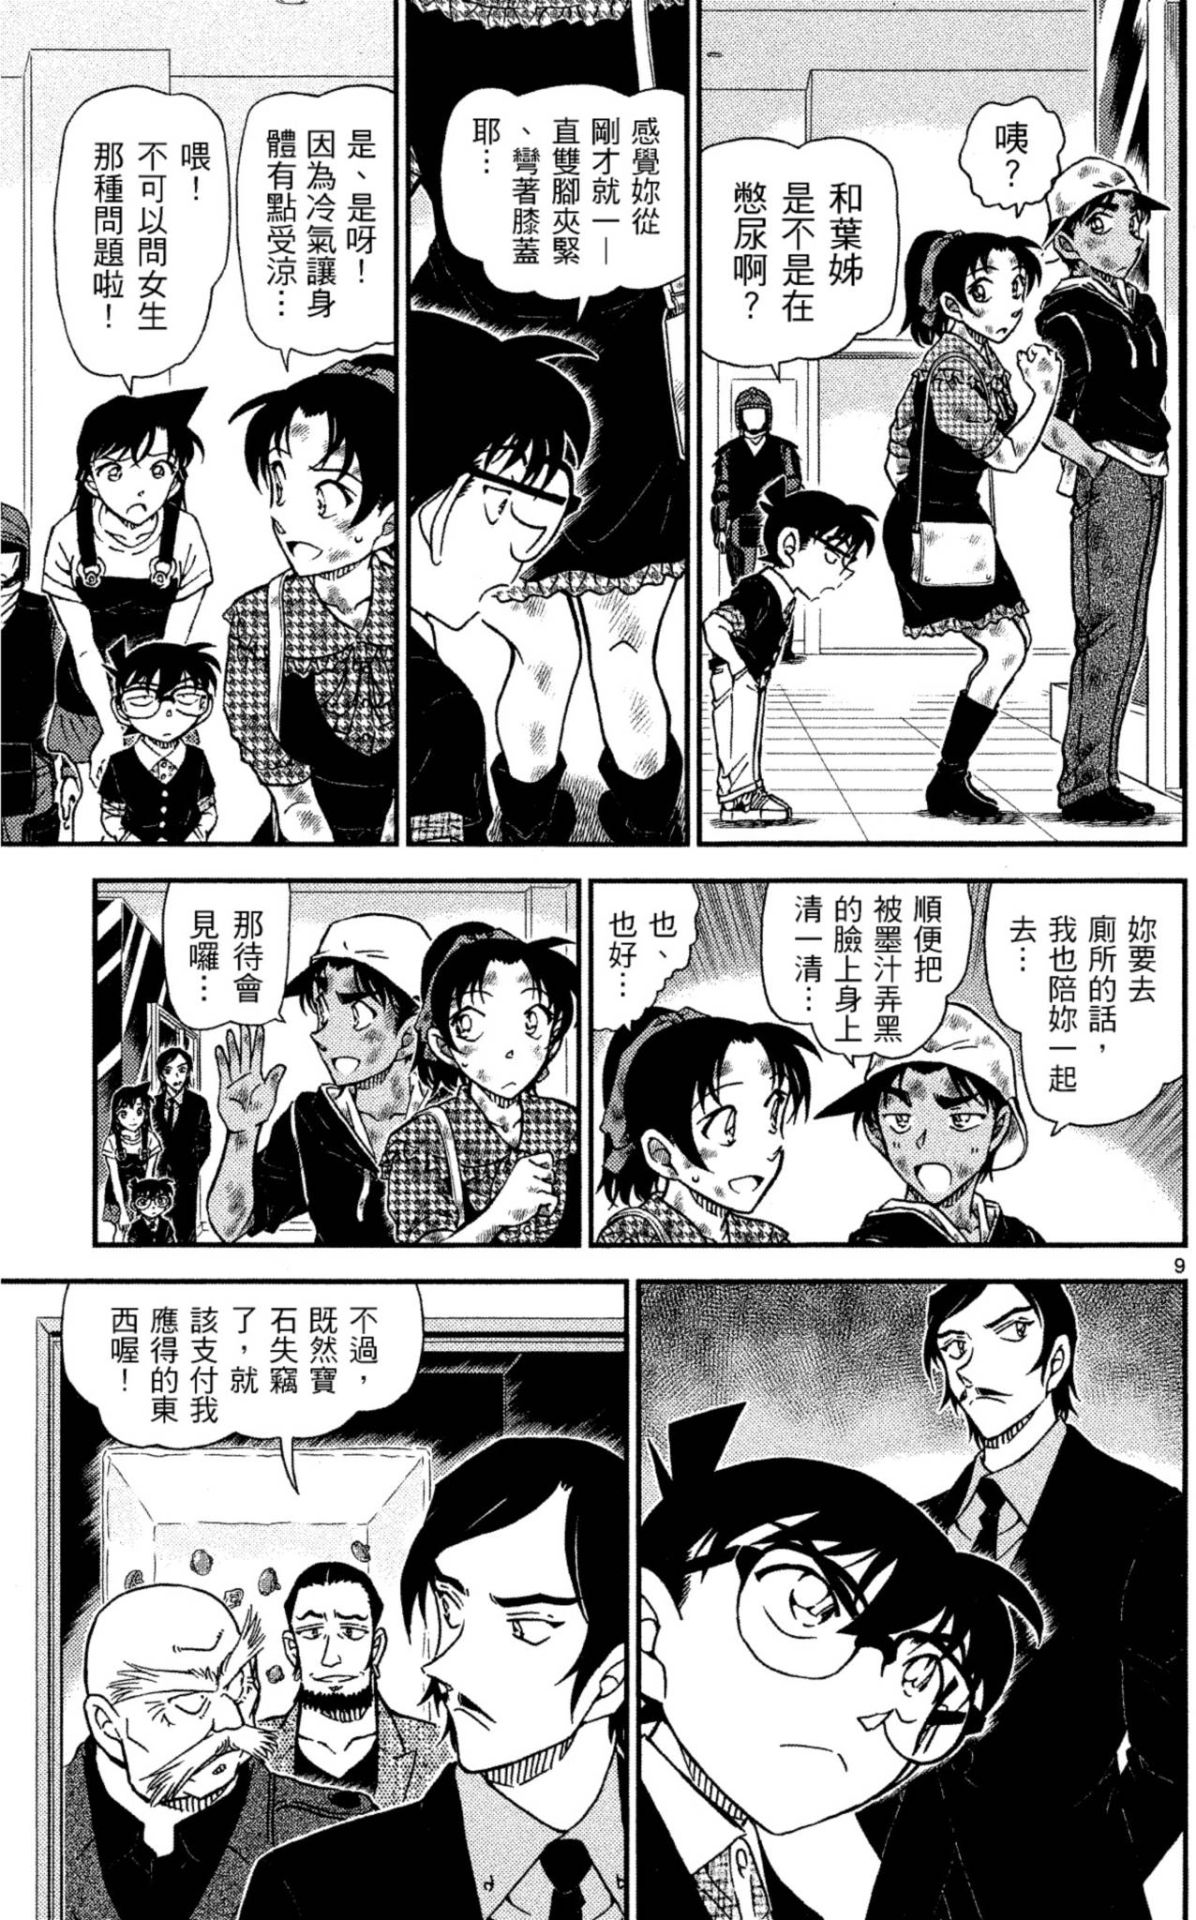 咦？
和葉姊
是不是在
憋尿啊？
感覺妳從
剛才就一
直雙腳夾緊
、彎著膝蓋
耶…
是、是呀！
因為冷氣讓身
體有點受涼…
喂！
不可以問女生
那種問題啦！
妳要去
廁所的話，
我也陪妳一起
去…
順便把
被墨汁弄黑
的臉上身上
清一清…
也、
也好…
那待會
見囉…
9
不過，
既然寶
石失竊
了，就
該支付我
應得的東
西喔！